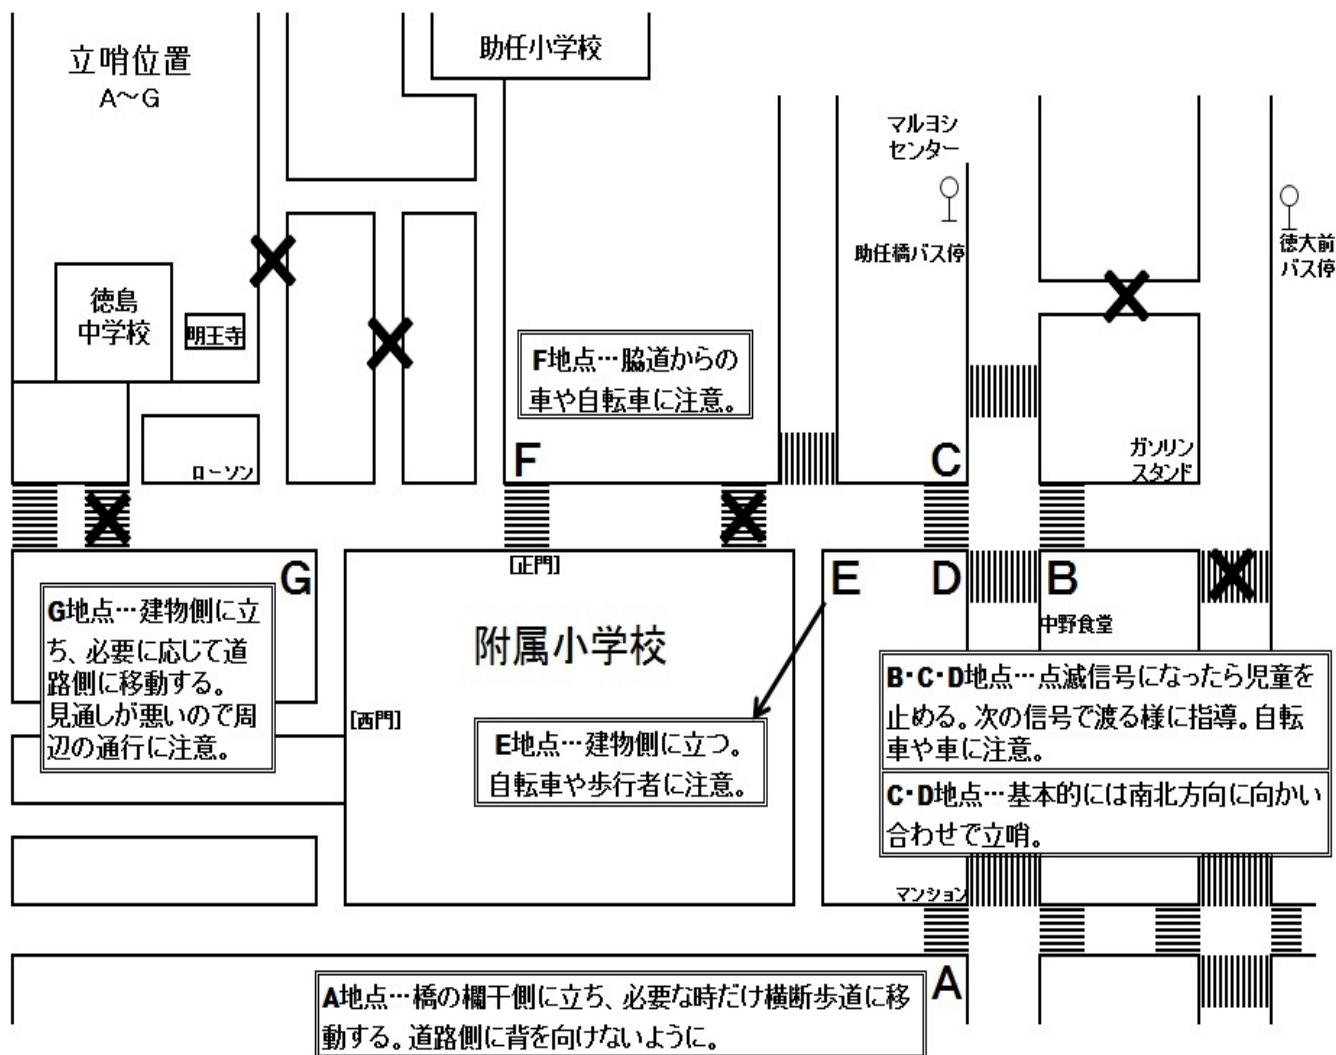 立哨位置
A～G
助任小学校
マルヨシ
センター
助任橋バス停
徳大前
バス停
徳島
中学校
明王寺
F地点…脇道からの
車や自転車に注意。
ローソン
F
C
ガソリン
スタンド
G
[正門]
E
D
B
中野食堂
G地点…建物側に立
ち、必要に応じて道
路側に移動する。
見通しが悪いので周
辺の通行に注意。
附属小学校
[西門]
E地点…建物側に立つ。
自転車や歩行者に注意。
B・C・D地点…点滅信号になったら児童を
止める。次の信号で渡る様に指導。自転
車や車に注意。
C・D地点…基本的には南北方向に向かい
合わせで立哨。
マンション
A
A地点…橋の欄干側に立ち、必要な時だけ横断歩道に移
動する。道路側に背を向けないように。